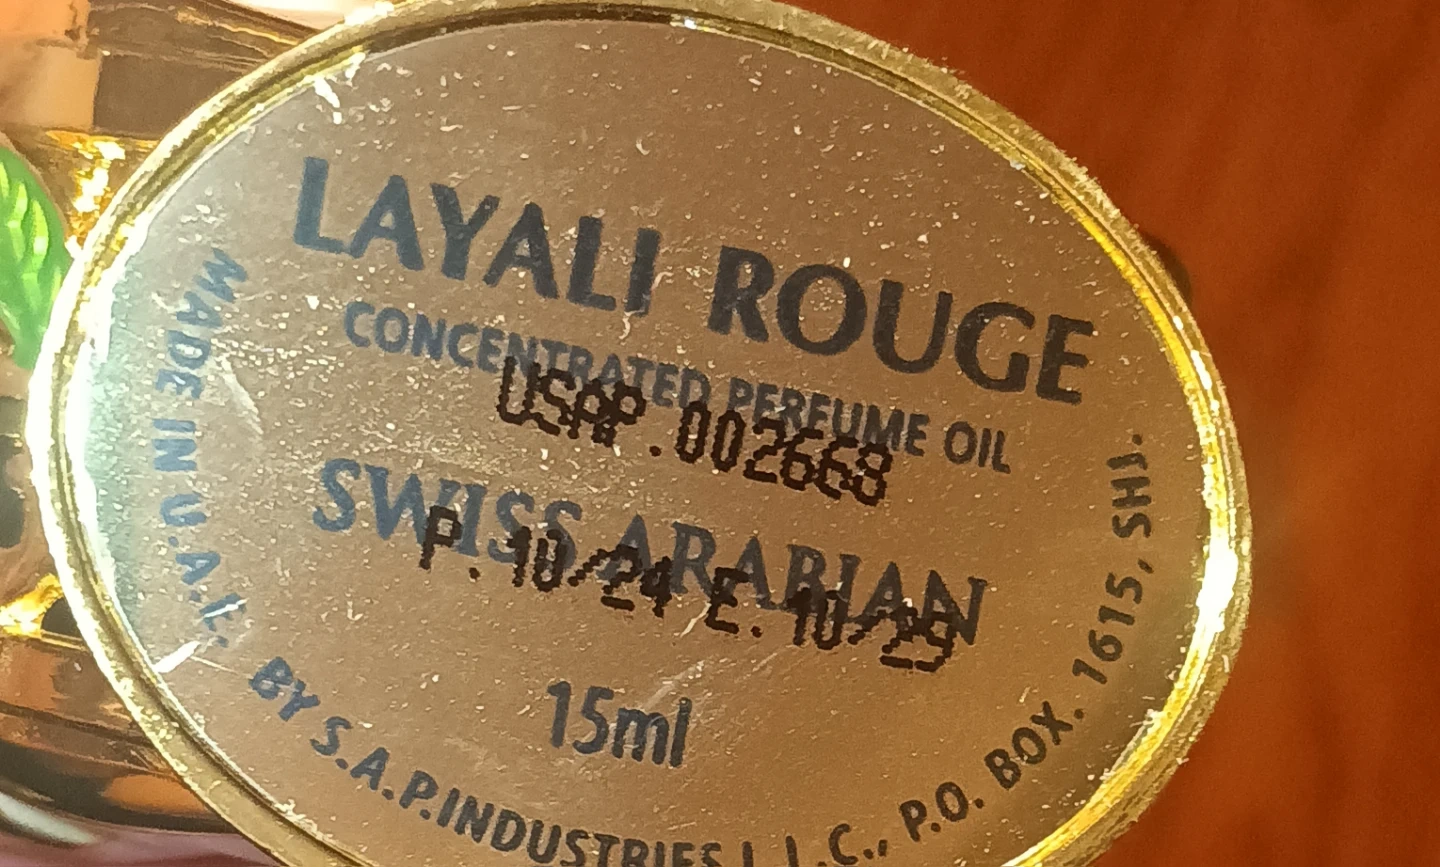 LAYALI ROUGE
CONCENTRATED PERFUME OIL
USPP.002668
SWISS ARABIAN
P. 10/24 E. 10/29
15ml
MADE IN U.A.E. BY S.A.P.INDUSTRIES L.L.C., P.O. BOX. 1615, SHJ.